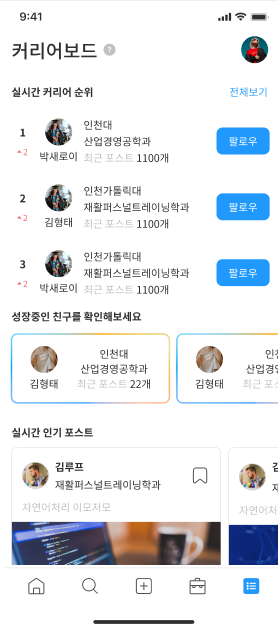 9:41
커리어보드 ?
실시간 커리어 순위 전체보기
1
2
박새로이
인천대
산업경영공학과
최근 포스트 1100개
팔로우
2
2
김형태
인천가톨릭대
재활퍼스널트레이닝학과
최근 포스트 1100개
팔로우
3
2
박새로이
인천가톨릭대
재활퍼스널트레이닝학과
최근 포스트 1100개
팔로우
성장중인 친구를 확인해보세요
김형태
인천대
산업경영공학과
최근 포스트 22개
김형태
인천
산업경영
최근 포스
실시간 인기 포스트
김루프
재활퍼스널트레이닝학과
자연어처리 이모저모
자연어처